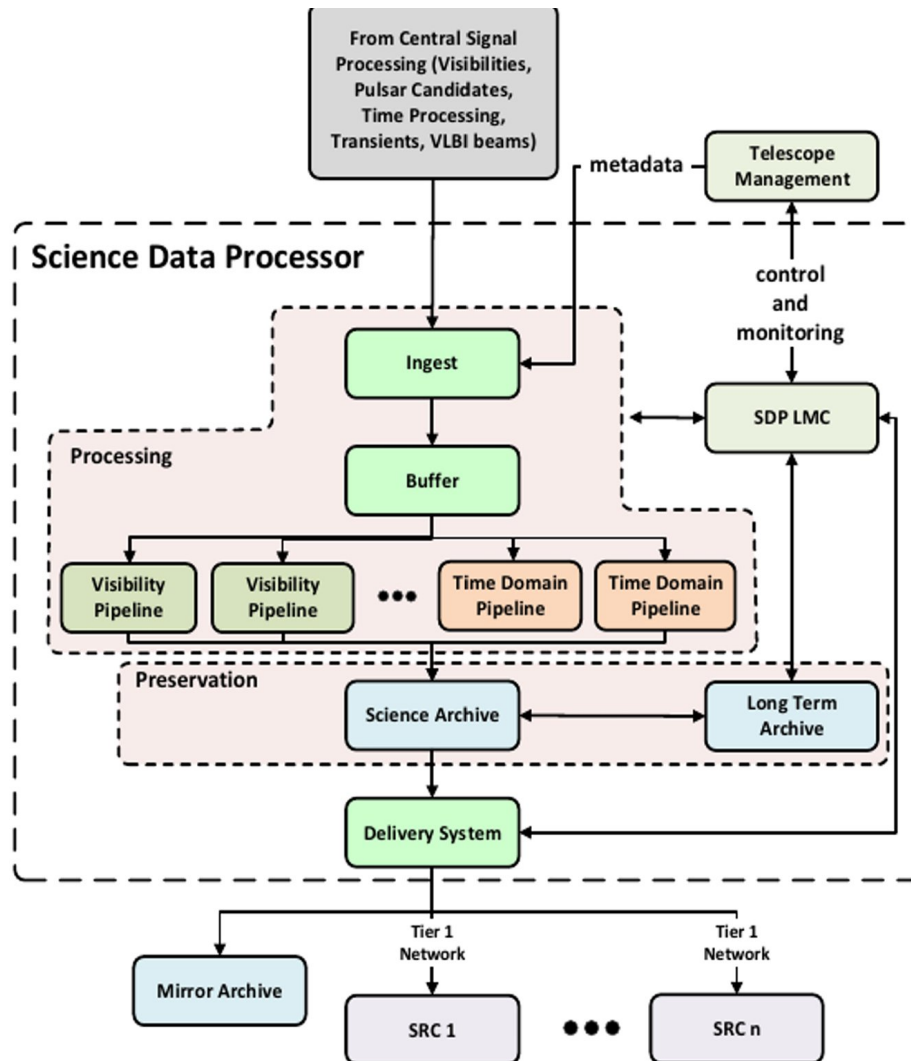 From Central Signal
Processing (Visibilities,
Pulsar Candidates,
Time Processing,
Transients, VLBI beams)
metadata
Telescope
Management
Science Data Processor
control
and
monitoring
Ingest
SDP LMC
Processing
Buffer
Visibility
Pipeline
Visibility
Pipeline
Time Domain
Pipeline
Time Domain
Pipeline
Preservation
Science Archive
Long Term
Archive
Delivery System
Tier 1
Network
Tier 1
Network
Mirror Archive
SRC 1
SRC n